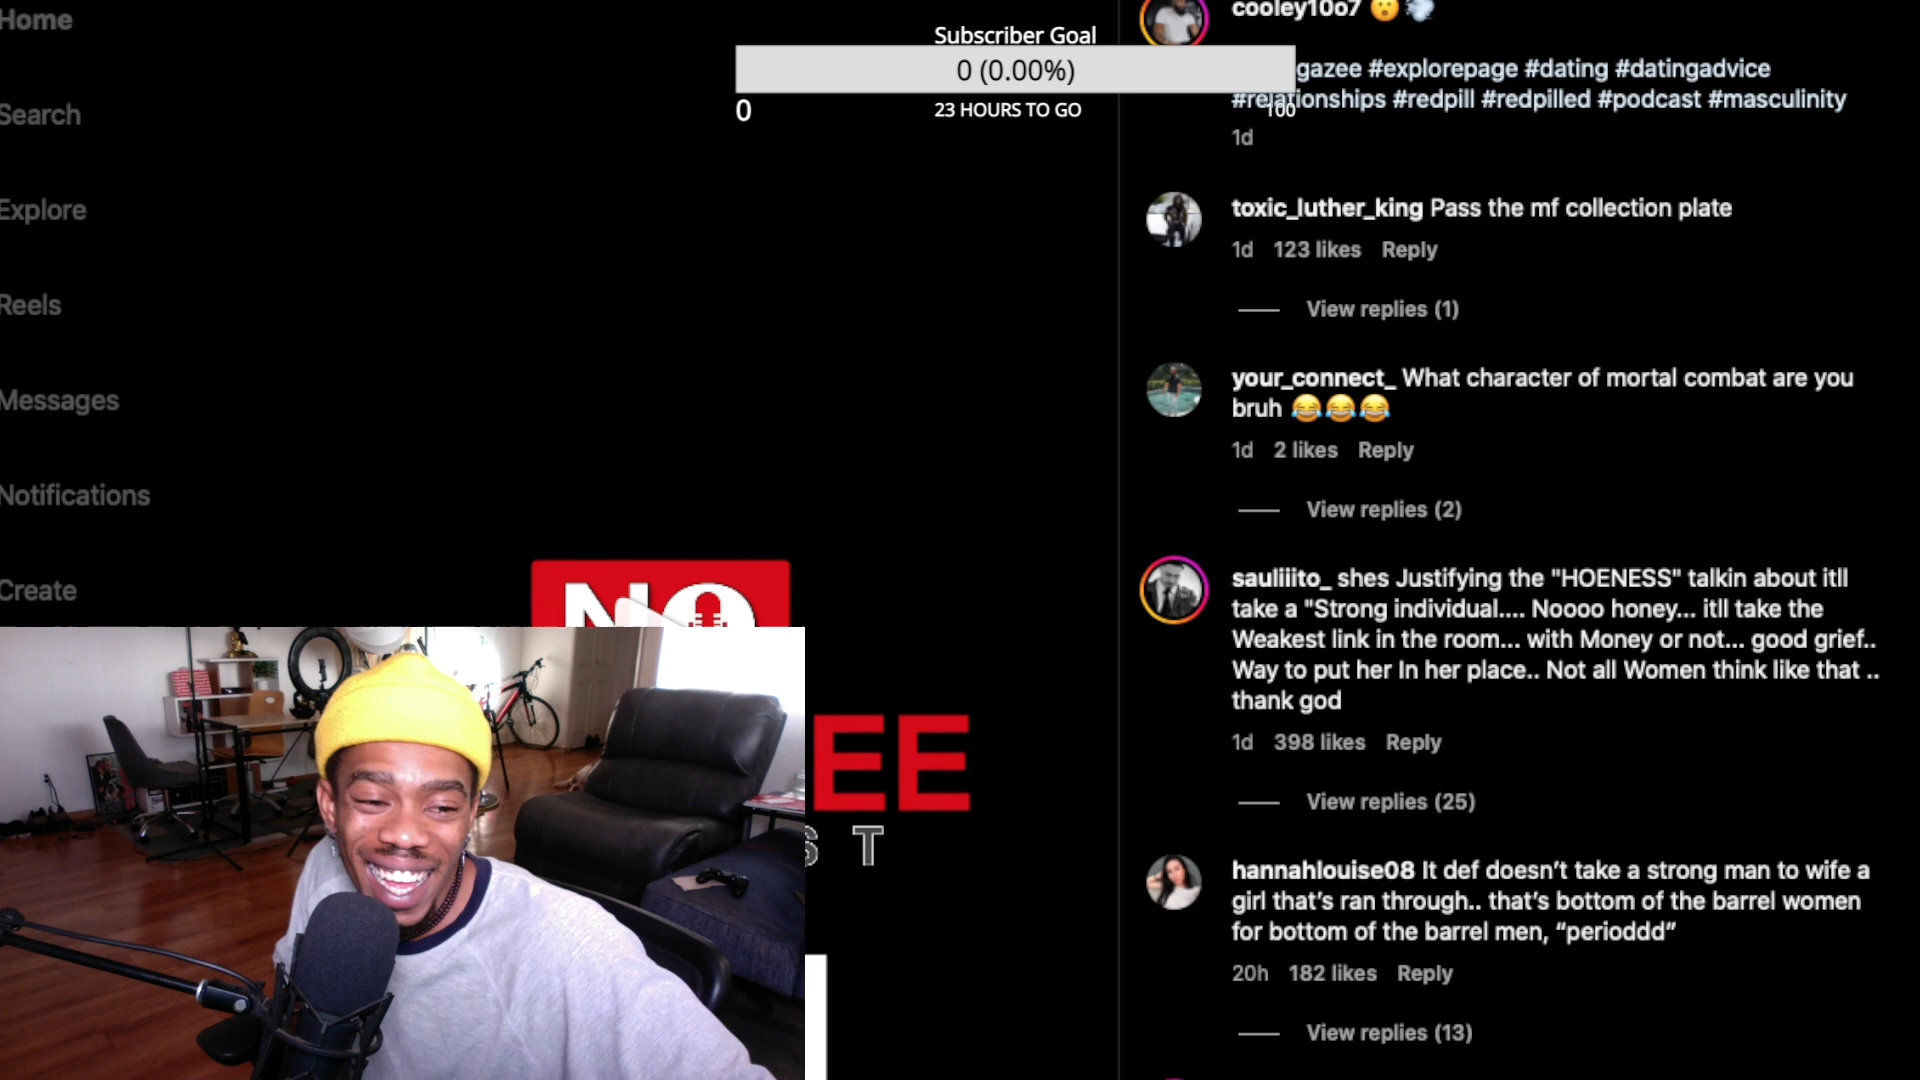 Home
Search
Explore
Reels
Messages
Notifications
Create
Subscriber Goal
0 (0.00%)
0
23 HOURS TO GO
100
NO
EE
S T
cooley10o7 😮💨
gazee #explorepage #dating #datingadvice
#relationships #redpill #redpilled #podcast #masculinity
1d
toxic_luther_king Pass the mf collection plate
1d 123 likes Reply
View replies (1)
your_connect_ What character of mortal combat are you
bruh 😂😂😂
1d 2 likes Reply
View replies (2)
sauliiito_ shes Justifying the "HOENESS" talkin about itll
take a "Strong individual.... Noooo honey... itll take the
Weakest link in the room... with Money or not... good grief..
Way to put her In her place.. Not all Women think like that ..
thank god
1d 398 likes Reply
View replies (25)
hannahlouise08 It def doesn’t take a strong man to wife a
girl that’s ran through.. that’s bottom of the barrel women
for bottom of the barrel men, “perioddd”
20h 182 likes Reply
View replies (13)